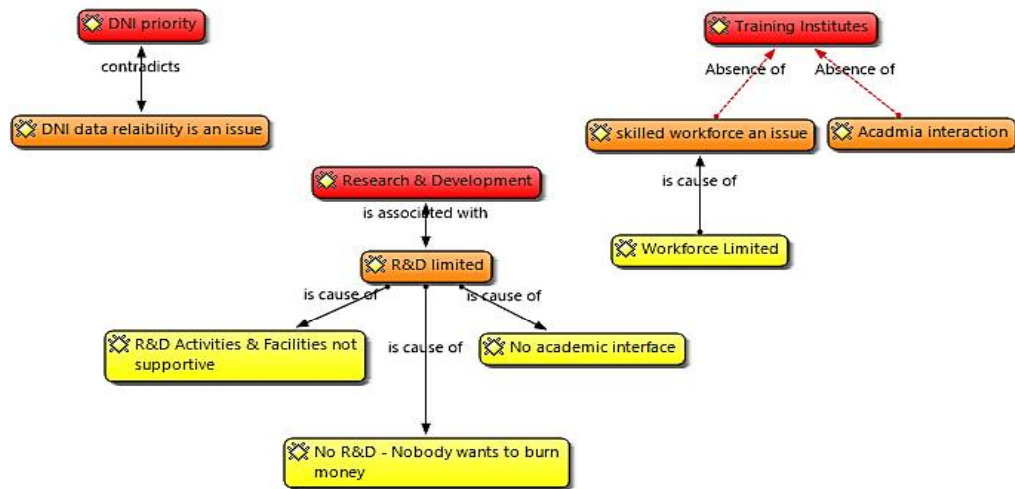 DNI priority
contradicts
DNI data relaibility is an issue
Training Institutes
Absence of
Absence of
skilled workforce an issue
Acadmia interaction
is cause of
Workforce Limited
Research & Development
is associated with
R&D limited
is cause of
is cause of
is cause of
R&D Activities & Facilities not
supportive
No academic interface
No R&D - Nobody wants to burn
money